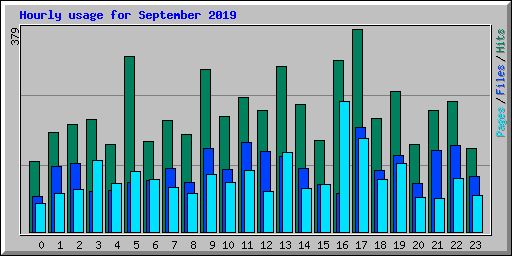 Hourly usage for September 2019
379
Pages / Files / Hits
0 1 2 3 4 5 6 7 8 9 10 11 12 13 14 15 16 17 18 19 20 21 22 23